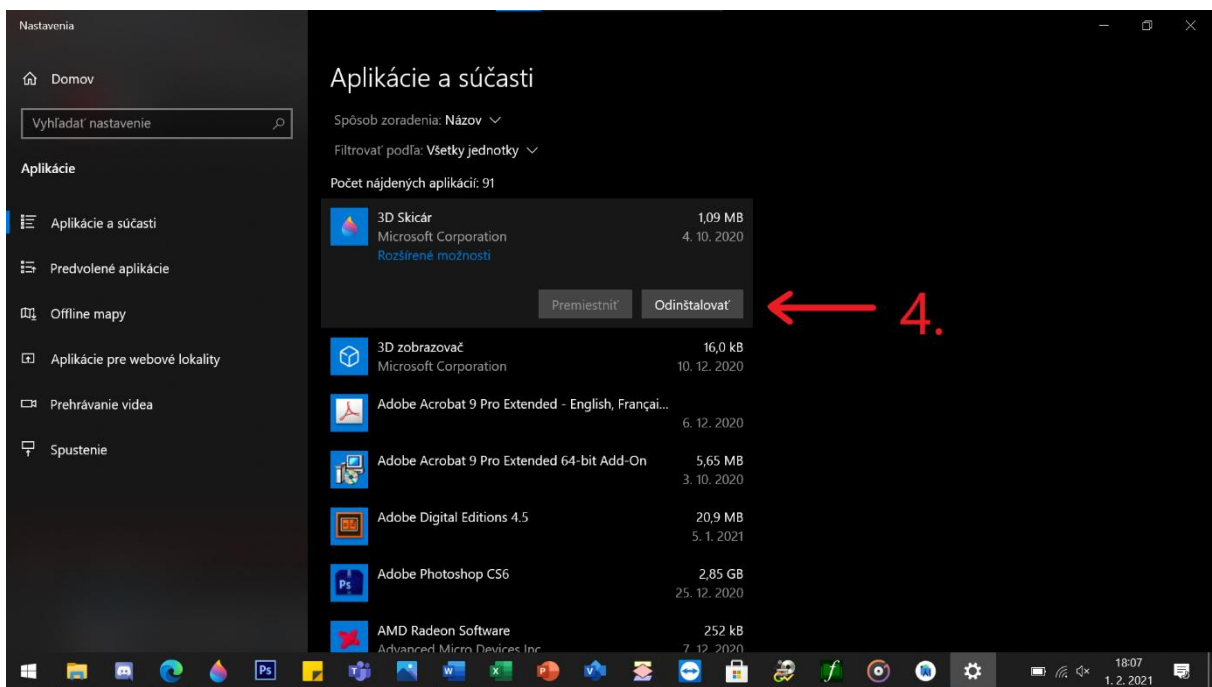 Nastavenia
Domov
Vyhľadať nastavenie
Aplikácie
Aplikácie a súčasti
Predvolené aplikácie
Offline mapy
Aplikácie pre webové lokality
Prehrávanie videa
Spustenie
Aplikácie a súčasti
Spôsob zoradenia: Názov
Filtrovať podľa: Všetky jednotky
Počet nájdených aplikácií: 91
3D Skicár 1,09 MB
Microsoft Corporation 4. 10. 2020
Rozšírené možnosti
Premiestniť Odinštalovať
4.
3D zobrazovač 16,0 kB
Microsoft Corporation 10. 12. 2020
Adobe Acrobat 9 Pro Extended - English, Françai...
6. 12. 2020
Adobe Acrobat 9 Pro Extended 64-bit Add-On 5,65 MB
3. 10. 2020
Adobe Digital Editions 4.5 20,9 MB
5. 1. 2021
Adobe Photoshop CS6 2,85 GB
25. 12. 2020
AMD Radeon Software 252 kB
Advanced Micro Devices Inc 7. 12. 2020
Ps
18:07
1. 2. 2021